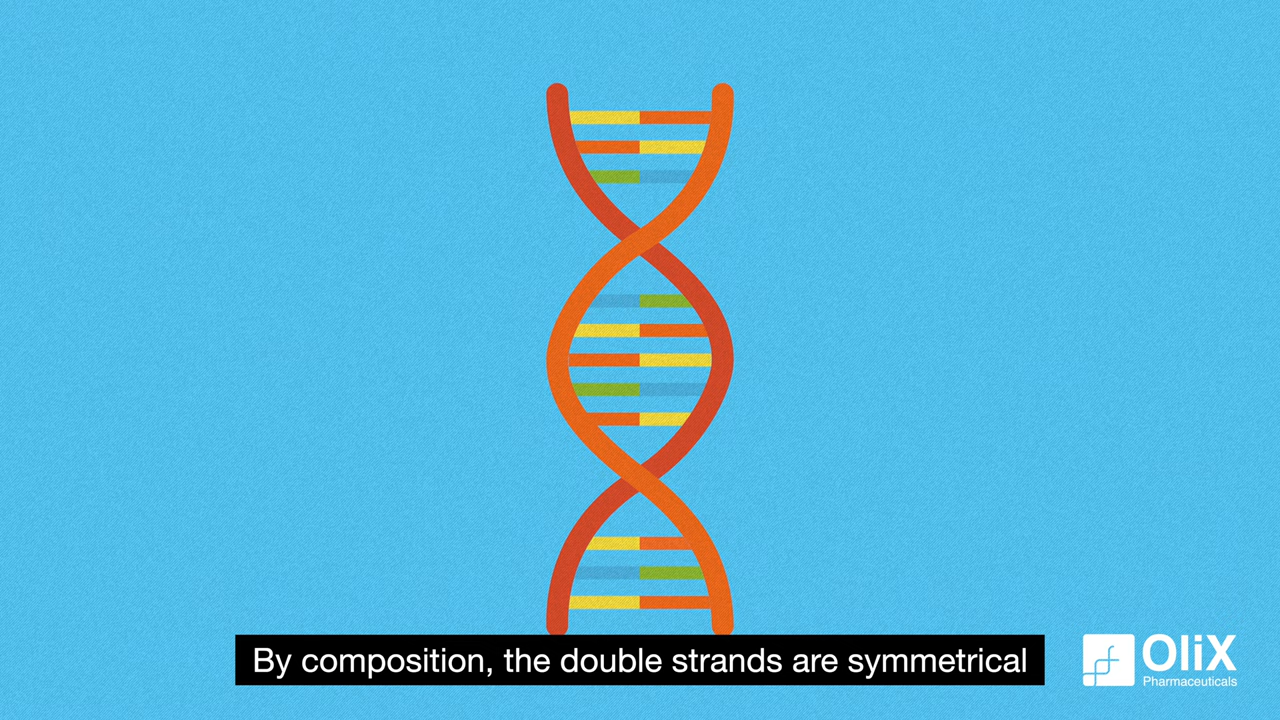 By composition, the double strands are symmetrical
OliX
Pharmaceuticals